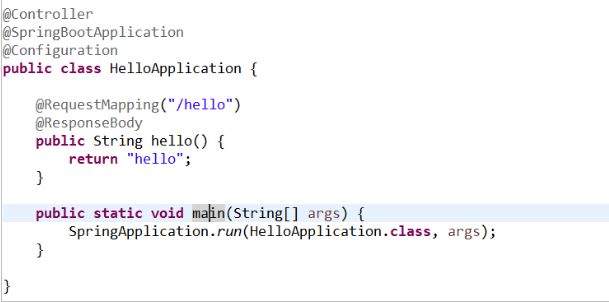 @Controller
@SpringBootApplication
@Configuration
public class HelloApplication {
@RequestMapping("/hello")
@ResponseBody
public String hello() {
return "hello";
}
public static void main(String[] args) {
SpringApplication.run(HelloApplication.class, args);
}
}